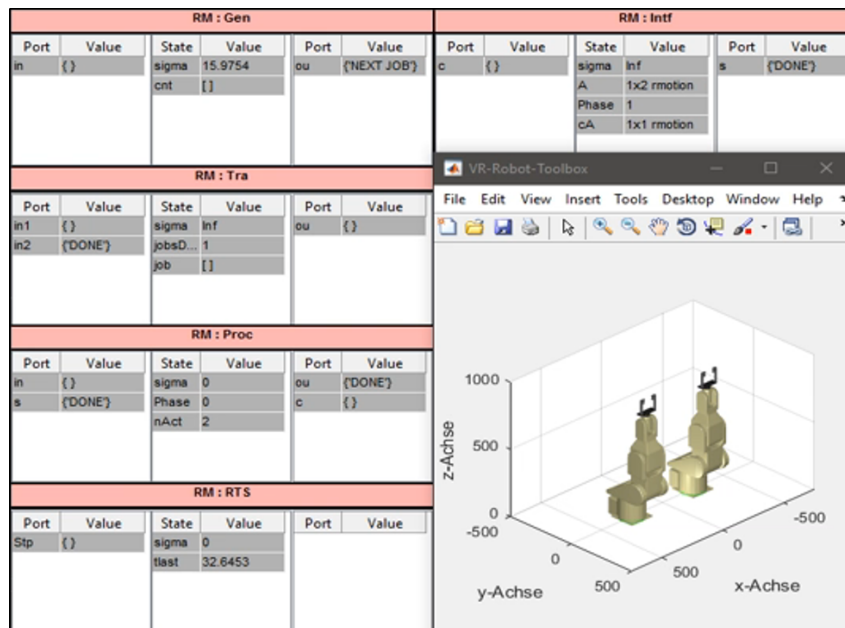 RM : Gen
Port Value State Value Port Value
in { } sigma 15.9754 ou {'NEXT JOB'}
cnt [ ]
RM : Intf
Port Value State Value Port Value
c { } sigma Inf s {'DONE'}
A 1x2 rmotion
Phase 1
cA 1x1 rmotion
RM : Tra
Port Value State Value Port Value
in1 { } sigma Inf ou { }
in2 {'DONE'} jobsD... 1
job [ ]
RM : Proc
Port Value State Value Port Value
in { } sigma 0 ou {'DONE'}
s {'DONE'} Phase 0 c { }
nAct 2
RM : RTS
Port Value State Value Port Value
Stp { } sigma 0
tlast 32.6453
VR-Robot-Toolbox
File Edit View Insert Tools Desktop Window Help
1000
500
0
z-Achse
-500
0
500
y-Achse
500
0
-500
x-Achse